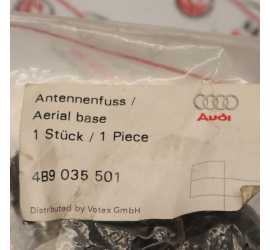 Antennenfuss /
Aerial base
1 Stück / 1 Piece
Audi
4B9 035 501
Distributed by Votex GmbH